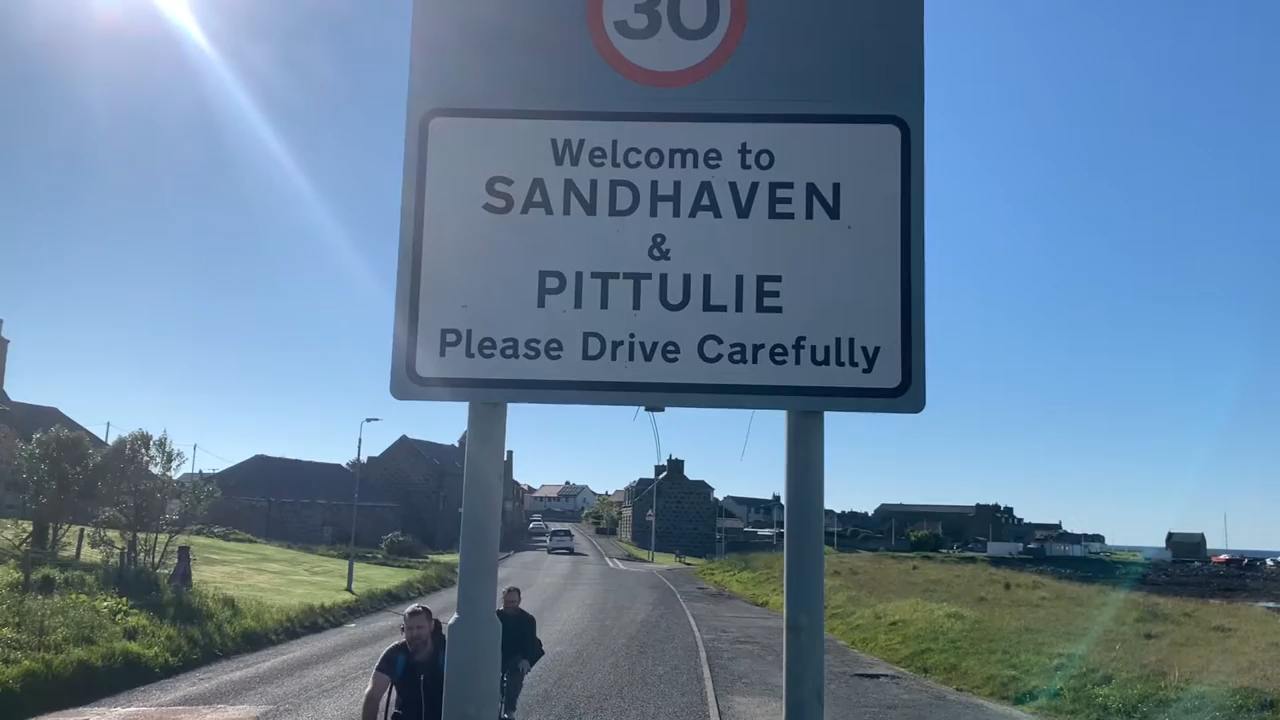 30
Welcome to
SANDHAVEN
&
PITTULIE
Please Drive Carefully